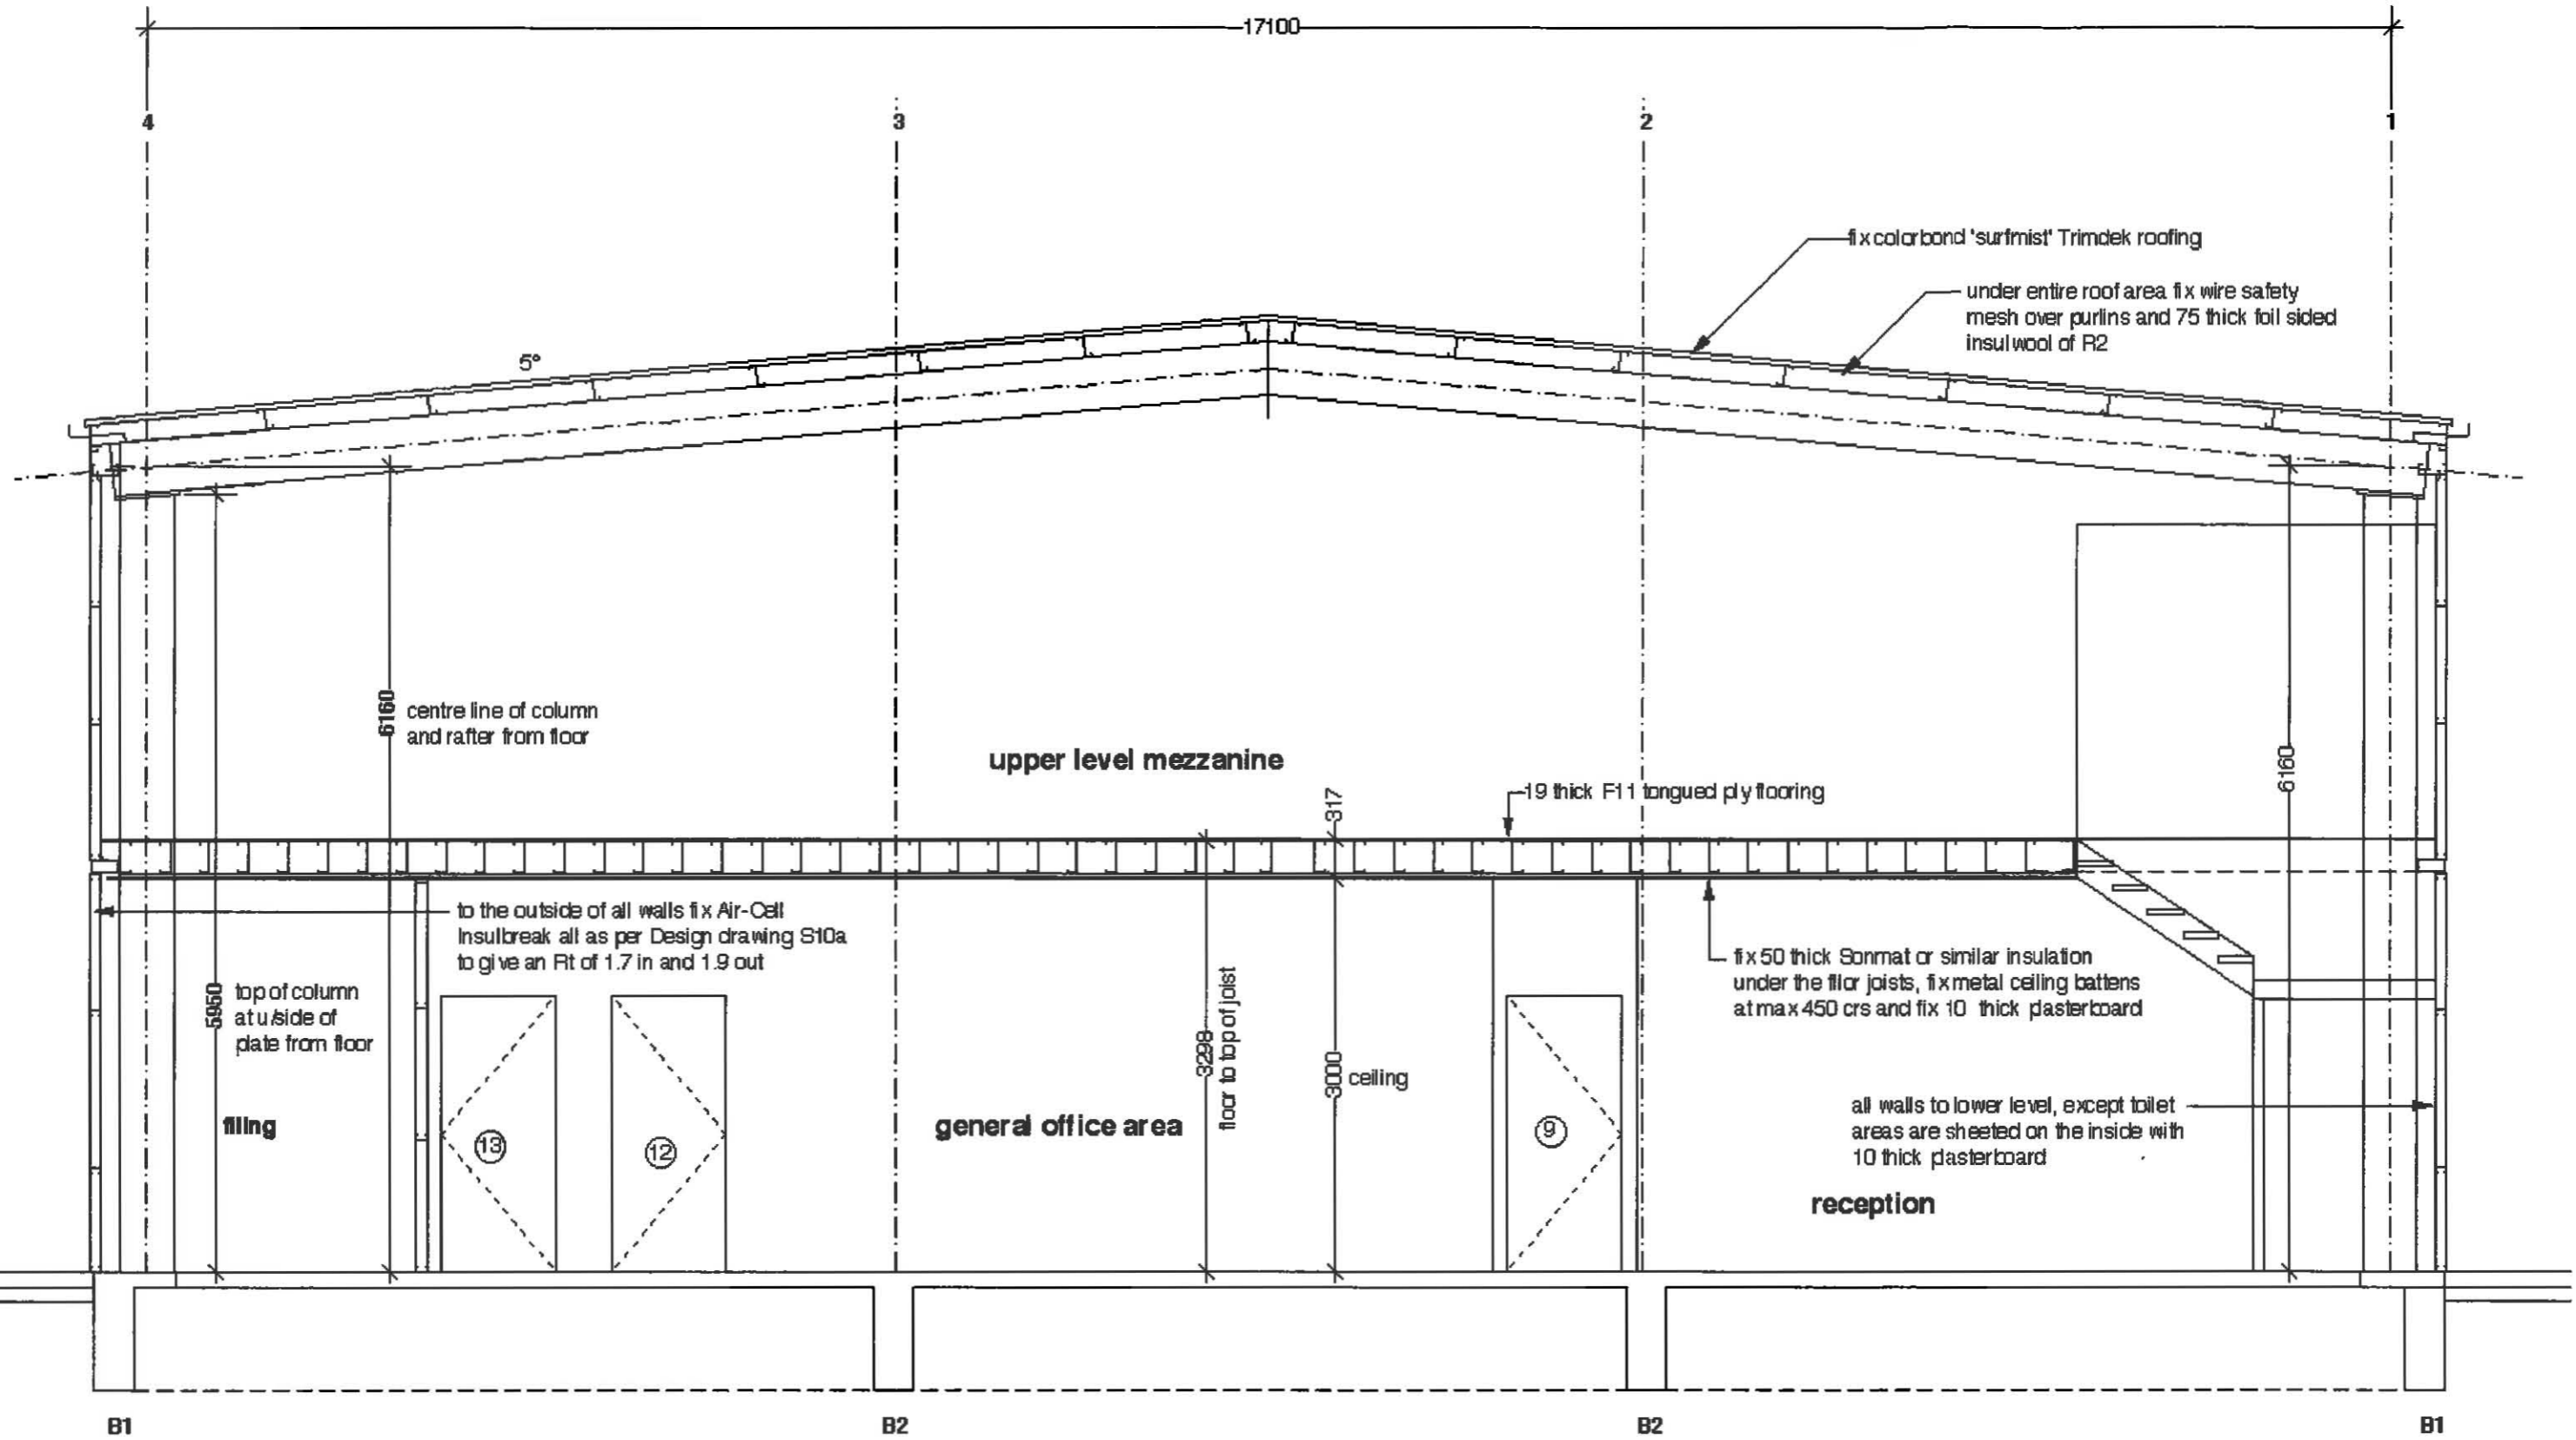 17100
4
3
2
1
fix colorbond 'surfmist' Trimdek roofing
under entire roof area fix wire safety
mesh over purlins and 75 thick foil sided
insulwool of R2
5°
6160
centre line of column
and rafter from floor
upper level mezzanine
317
19 thick F11 tongued ply flooring
6160
to the outside of all walls fix Air-Cell
Insulbreak all as per Design drawing S10a
to give an Rt of 1.7 in and 1.9 out
5950
top of column
at u/side of
plate from floor
3298
floor to top of joist
3000
ceiling
fix 50 thick Sonmat or similar insulation
under the fllor joists, fix metal ceiling battens
at max 450 crs and fix 10 thick plasterboard
filing
13
12
general office area
9
all walls to lower level, except toilet
areas are sheeted on the inside with
10 thick plasterboard
reception
B1
B2
B2
B1